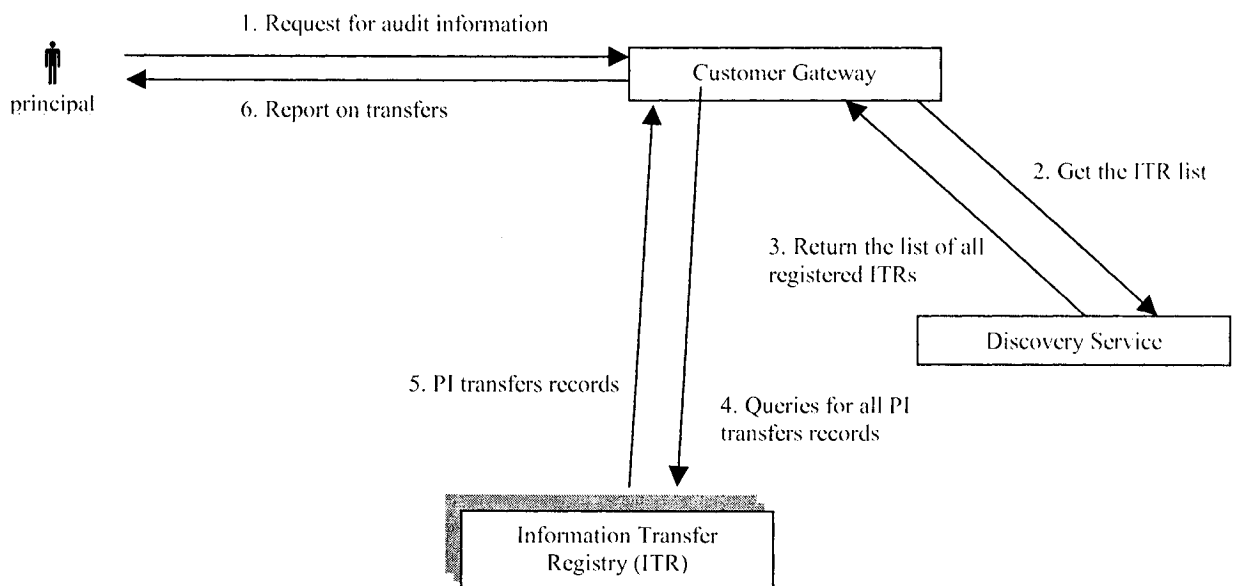 1. Request for audit information
Customer Gateway
principal
6. Report on transfers
2. Get the ITR list
3. Return the list of all
registered ITRs
Discovery Service
5. PI transfers records
4. Queries for all PI
transfers records
Information Transfer
Registry (ITR)